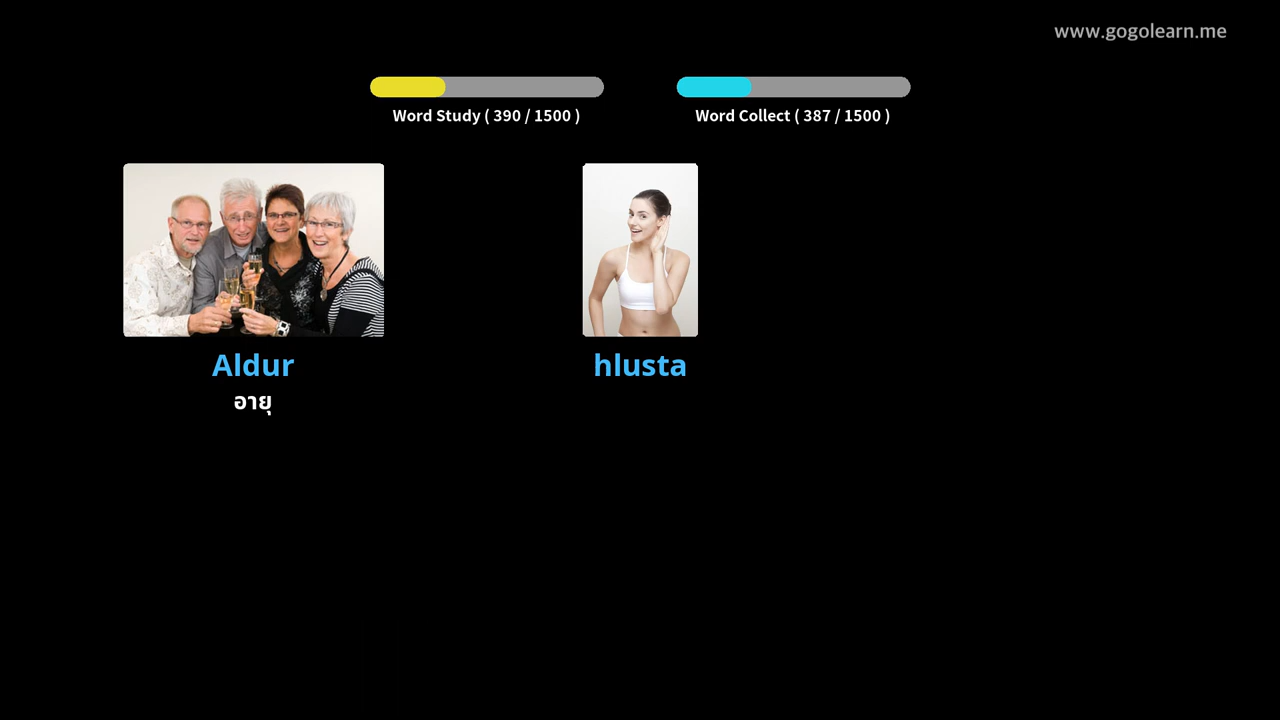 www.gogolearn.me
Word Study ( 390 / 1500 )
Word Collect ( 387 / 1500 )
Aldur
อายุ
hlusta